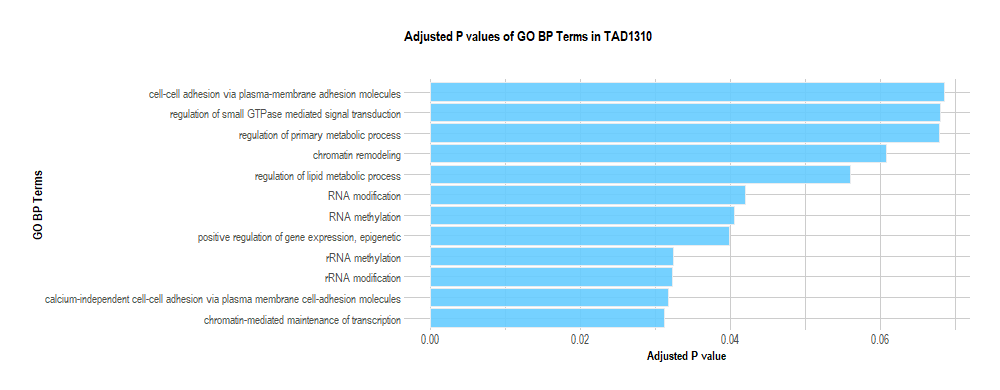 Adjusted P values of GO BP Terms in TAD1310
cell-cell adhesion via plasma-membrane adhesion molecules
regulation of small GTPase mediated signal transduction
regulation of primary metabolic process
chromatin remodeling
regulation of lipid metabolic process
RNA modification
RNA methylation
positive regulation of gene expression, epigenetic
rRNA methylation
rRNA modification
calcium-independent cell-cell adhesion via plasma membrane cell-adhesion molecules
chromatin-mediated maintenance of transcription
GO BP Terms
0.00 0.02 0.04 0.06
Adjusted P value